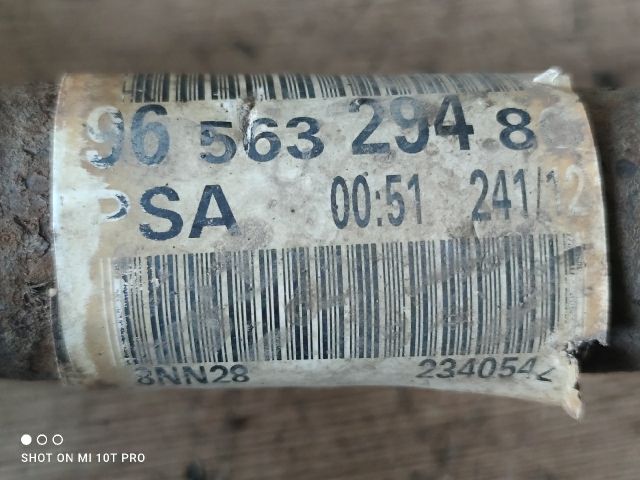 96 563 294 8
PSA 00:51 241/12
8NN28 2340542
SHOT ON MI 10T PRO